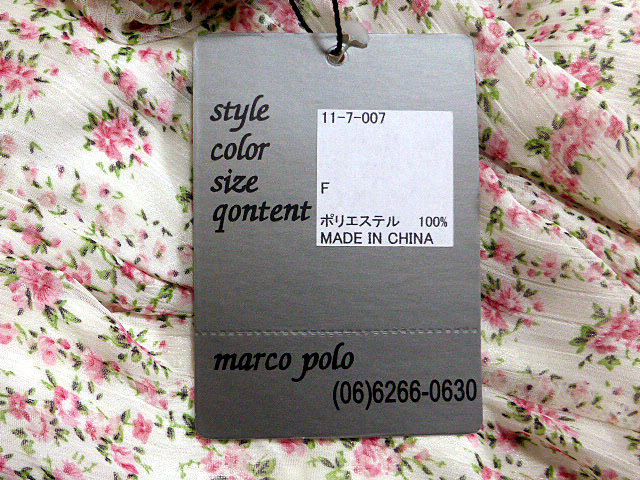 style 11-7-007
color
size F
qontent ポリエステル 100%
MADE IN CHINA
marco polo
(06)6266-0630